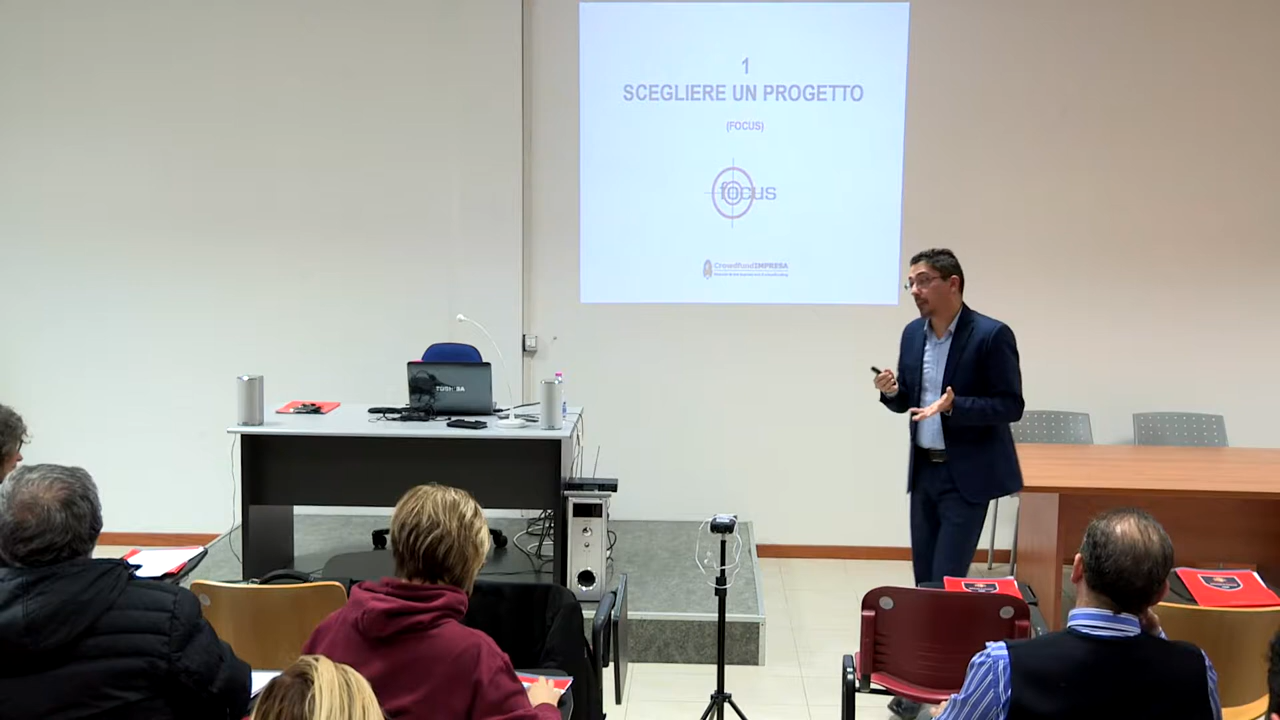 1
SCEGLIERE UN PROGETTO
(FOCUS)
focus
CrowdfundIMPRESA
TOSHIBA